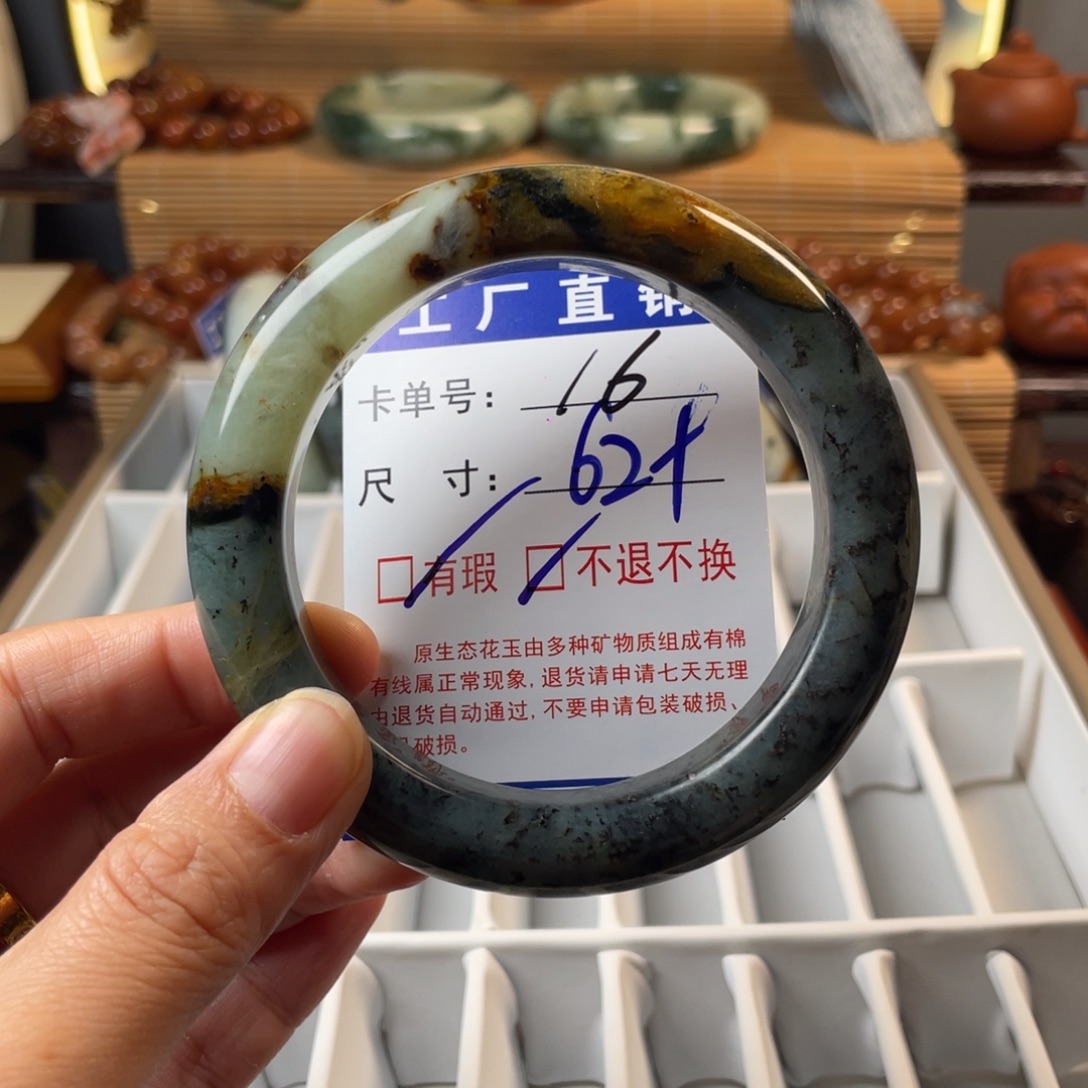 工厂直销
卡单号: 16
尺 寸: 62+
□有瑕 □不退不换
原生态花玉由多种矿物质组成有棉
有线属正常现象, 退货请申请七天无理
由退货自动通过, 不要申请包装破损、
破损。